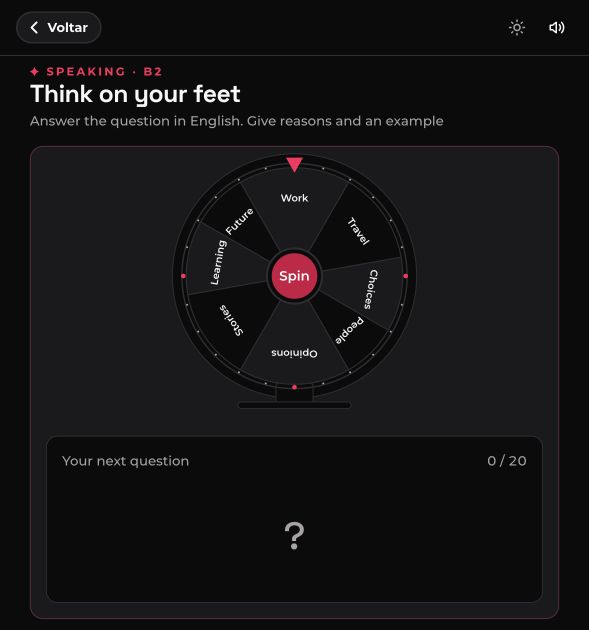 Voltar
SPEAKING · B2
Think on your feet
Answer the question in English. Give reasons and an example
Work
Travel
Choices
People
Opinions
Stories
Learning
Future
Spin
Your next question
0 / 20
?